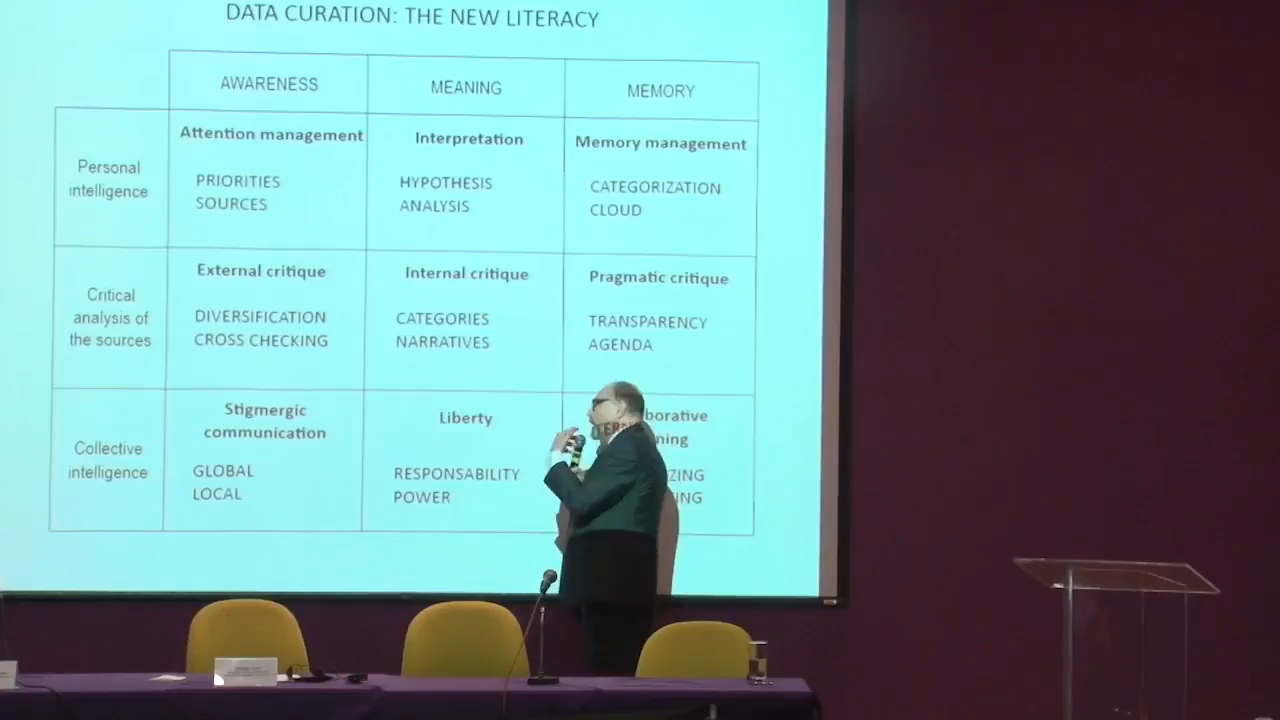 DATA CURATION: THE NEW LITERACY
AWARENESS MEANING MEMORY
Personal
intelligence
Attention management
PRIORITIES
SOURCES
Interpretation
HYPOTHESIS
ANALYSIS
Memory management
CATEGORIZATION
CLOUD
Critical
analysis of
the sources
External critique
DIVERSIFICATION
CROSS CHECKING
Internal critique
CATEGORIES
NARRATIVES
Pragmatic critique
TRANSPARENCY
AGENDA
Collective
intelligence
Stigmergic
communication
GLOBAL
LOCAL
Liberty
RESPONSABILITY
POWER